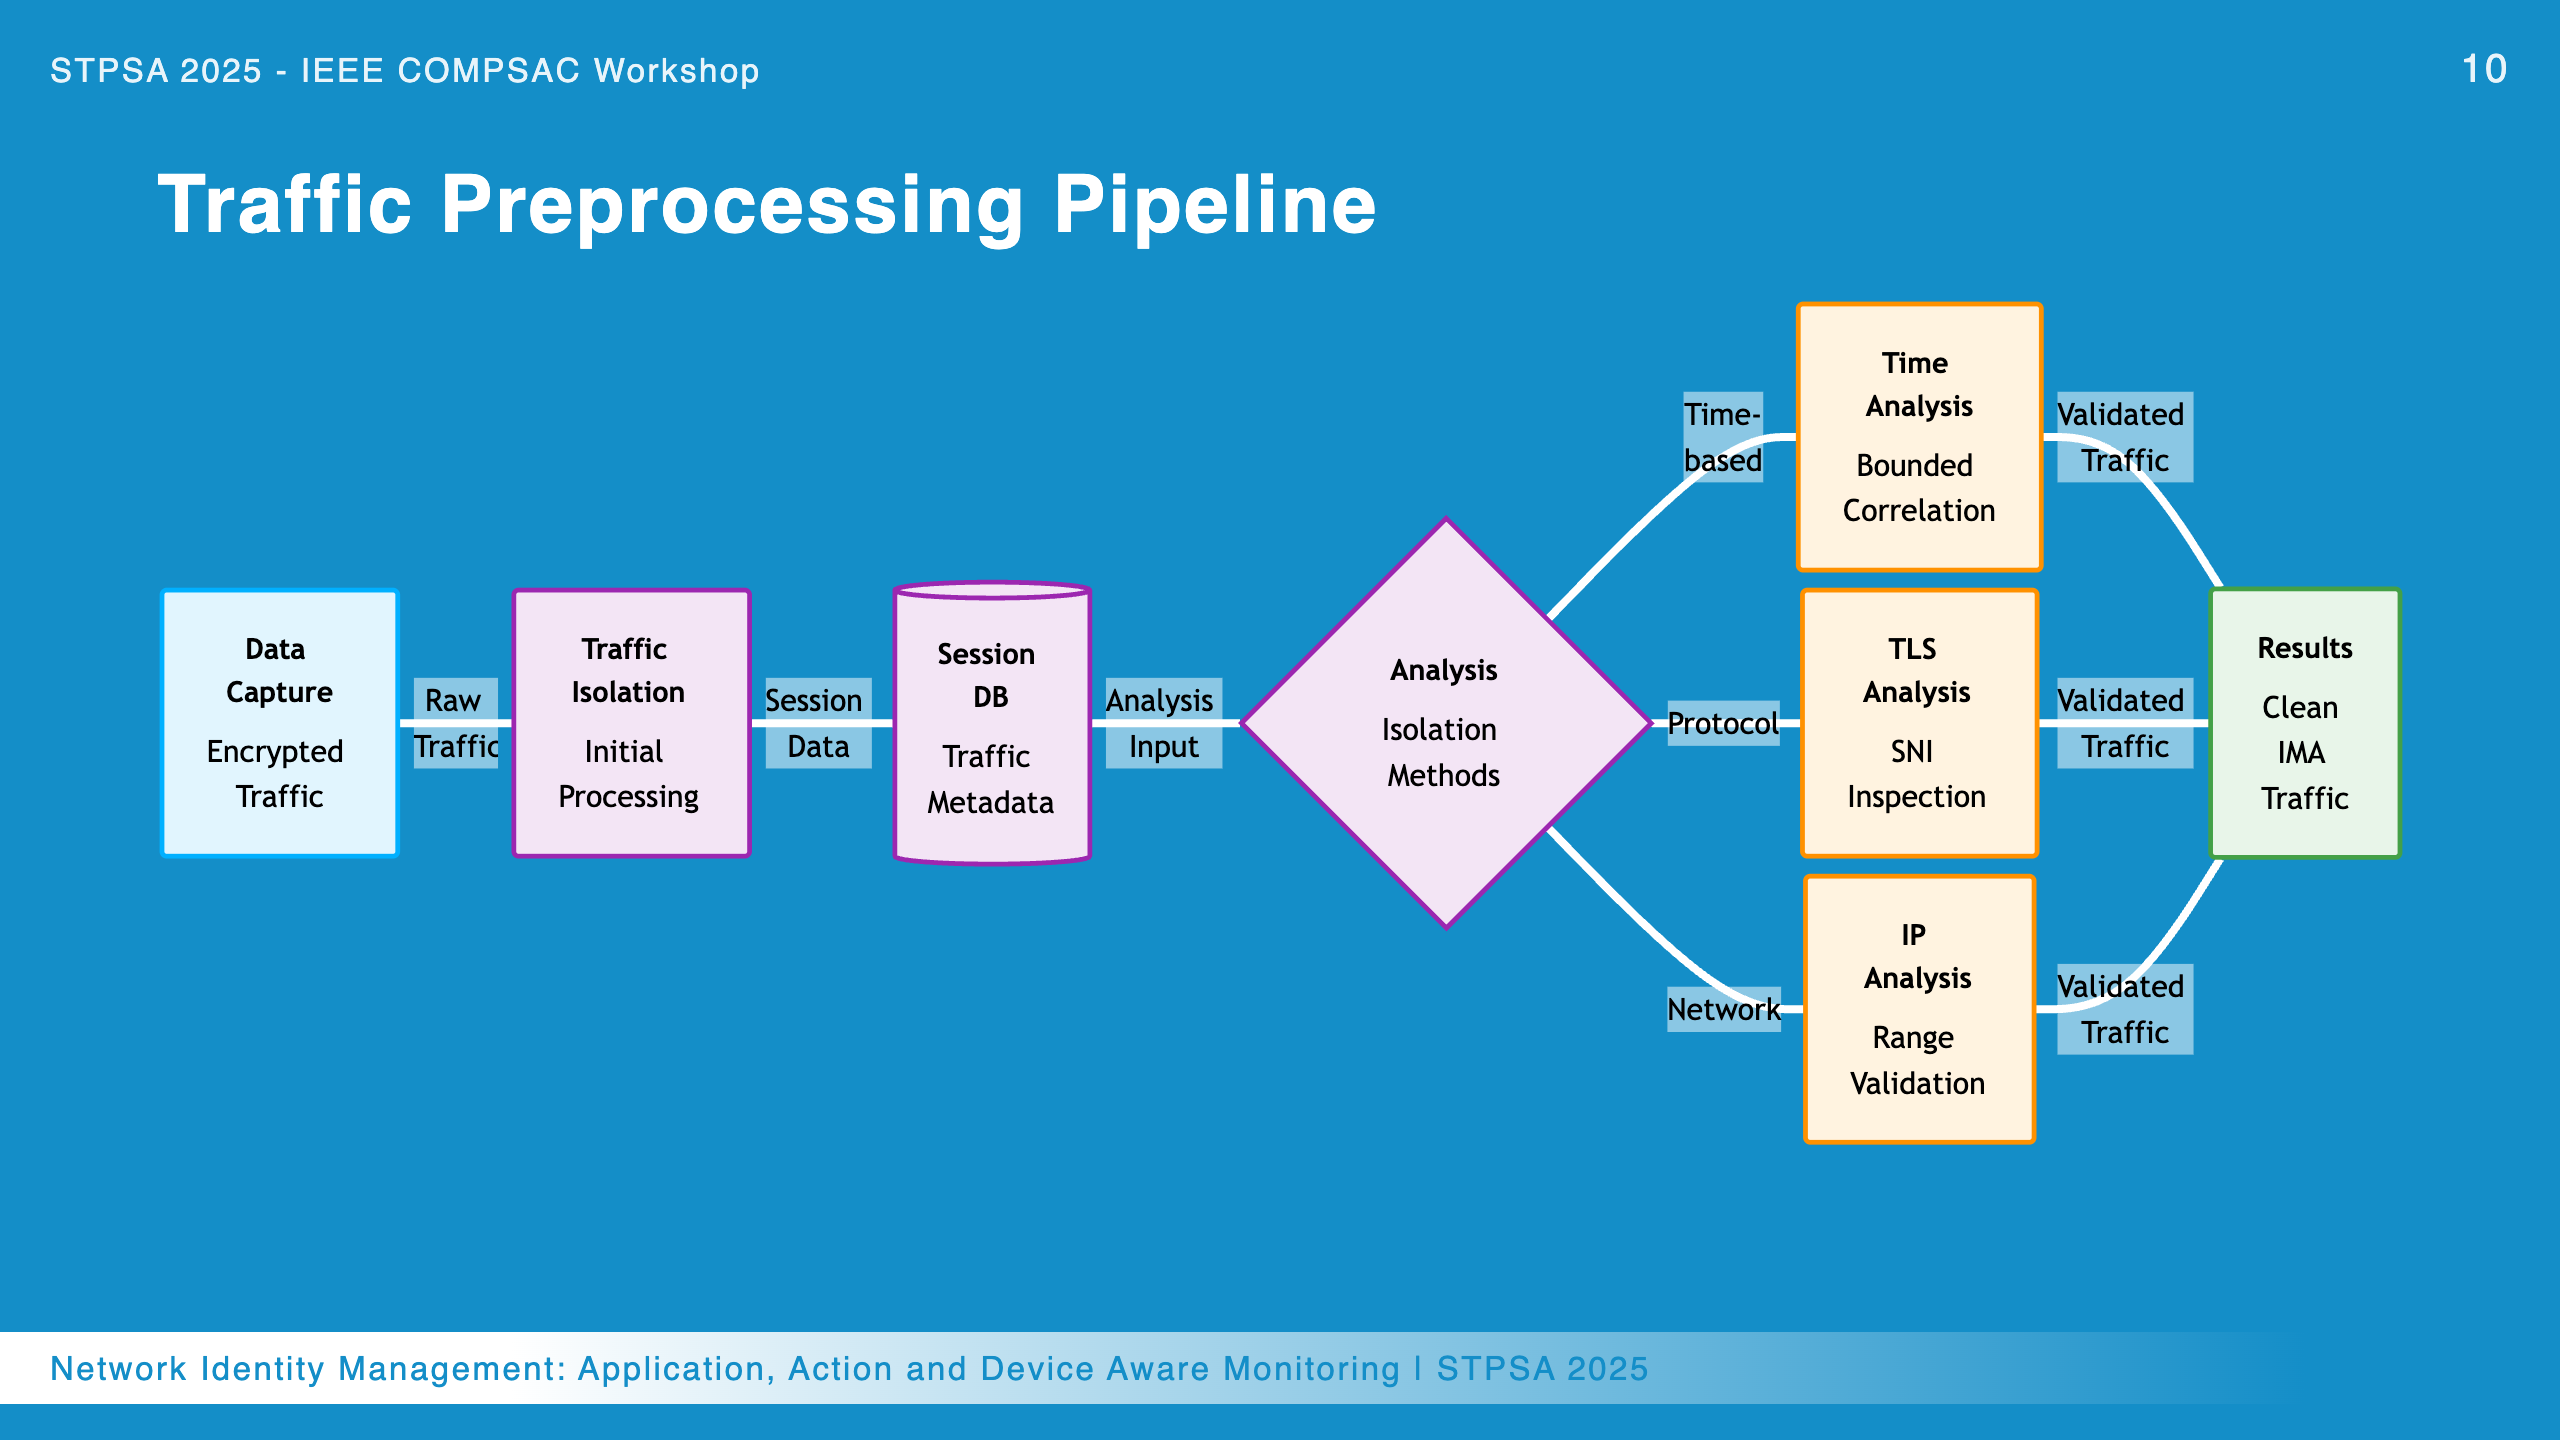 STPSA 2025 - IEEE COMPSAC Workshop
10
Traffic Preprocessing Pipeline
Data
Capture
Encrypted
Traffic
Raw
Traffic
Traffic
Isolation
Initial
Processing
Session
Data
Session
DB
Traffic
Metadata
Analysis
Input
Analysis
Isolation
Methods
Time-
based
Time
Analysis
Bounded
Correlation
Validated
Traffic
Protocol
TLS
Analysis
SNI
Inspection
Validated
Traffic
Network
IP
Analysis
Range
Validation
Validated
Traffic
Results
Clean
IMA
Traffic
Network Identity Management: Application, Action and Device Aware Monitoring | STPSA 2025